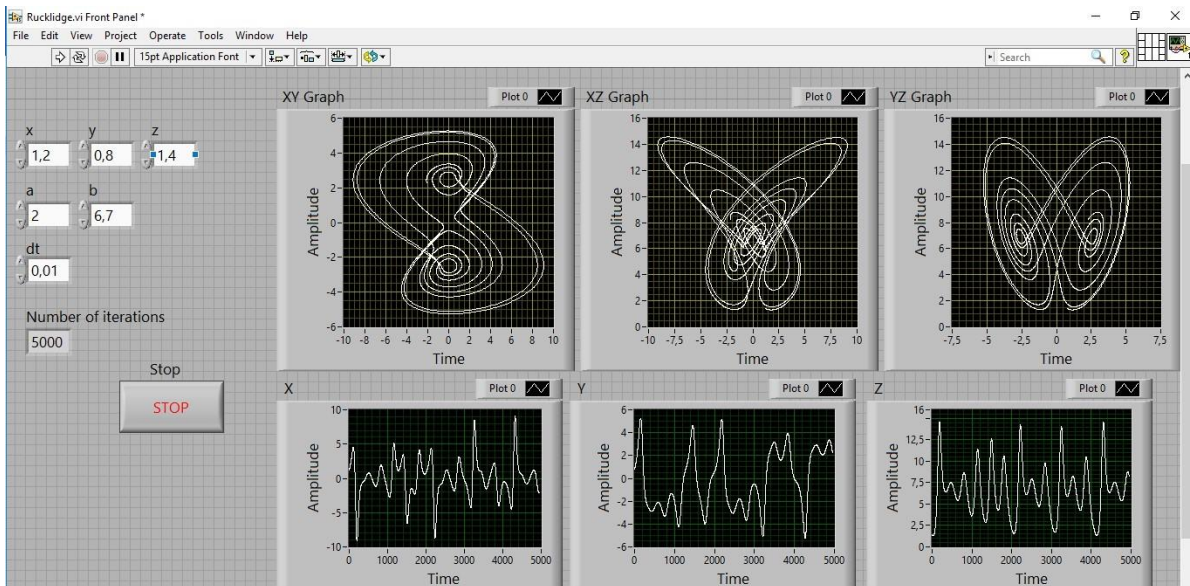 Rucklidge.vi Front Panel *
File Edit View Project Operate Tools Window Help
15pt Application Font
Search
XY Graph Plot 0
XZ Graph Plot 0
YZ Graph Plot 0
x y z
1,2 0,8 1,4
a b
2 6,7
dt
0,01
Number of iterations
5000
Stop
STOP
Amplitude
6-
4-
2-
0-
-2-
-4-
-6-
-10 -8 -6 -4 -2 0 2 4 6 8 10
Time
Amplitude
16-
14-
12-
10-
8-
6-
4-
2-
0-
-10 -7,5 -5 -2,5 0 2,5 5 7,5 10
Time
Amplitude
16-
14-
12-
10-
8-
6-
4-
2-
0-
-7,5 -5 -2,5 0 2,5 5 7,5
Time
X Plot 0
Amplitude
10-
5-
0-
-5-
-10-
0 1000 2000 3000 4000 5000
Time
Y Plot 0
Amplitude
6-
4-
2-
0-
-2-
-4-
-6-
0 1000 2000 3000 4000 5000
Time
Z Plot 0
Amplitude
16-
12,5-
10-
7,5-
5-
2,5-
0-
0 1000 2000 3000 4000 5000
Time